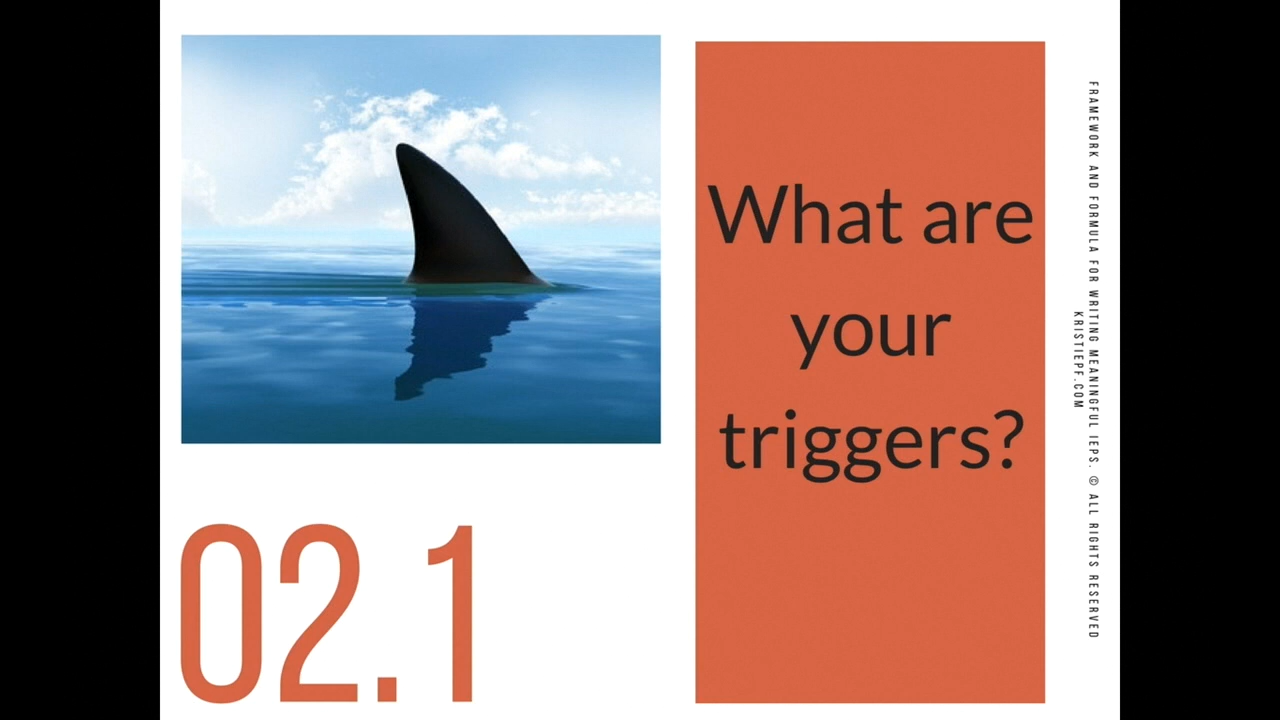 What are
your
triggers?
02.1
FRAMEWORK AND FORMULA FOR WRITING MEANINGFUL IEPS. © ALL RIGHTS RESERVED
KRISTIEPF.COM